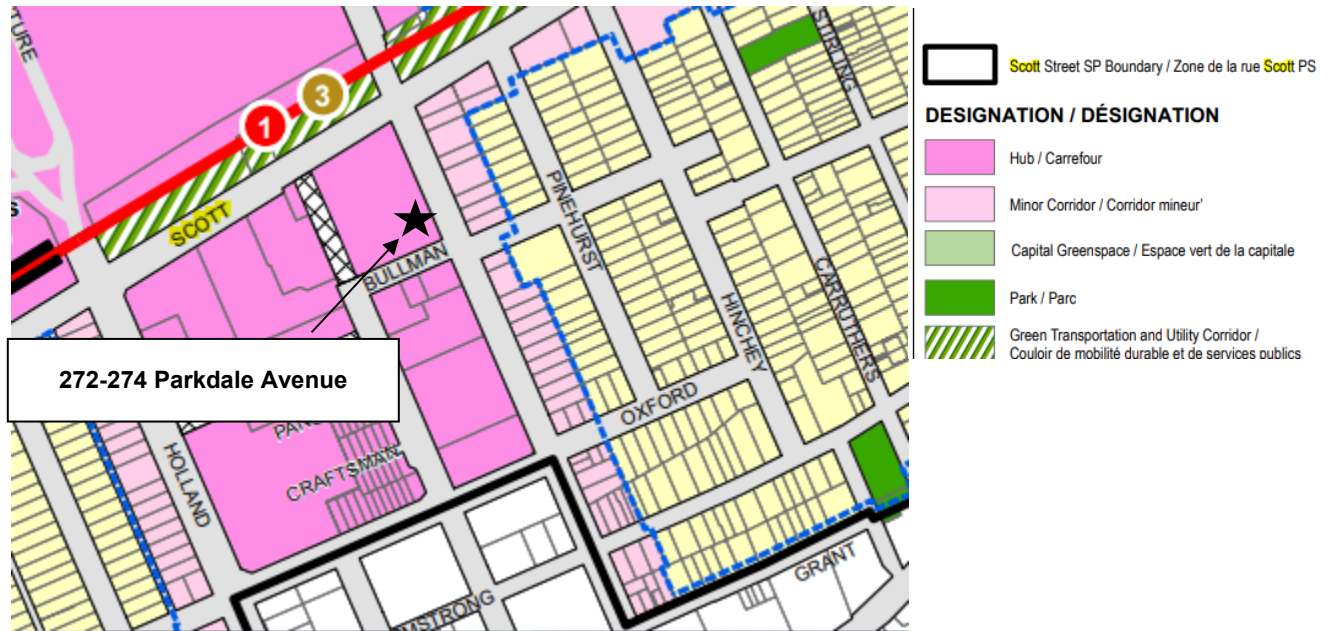 TURE
S
1
3
SCOTT
BULLMAN
PINEHURST
STIRLING
HINCHEY
CARRUTHERS
OXFORD
HOLLAND
CRAFTSMAN
GRANT
272-274 Parkdale Avenue
Scott Street SP Boundary / Zone de la rue Scott PS
DESIGNATION / DÉSIGNATION
Hub / Carrefour
Minor Corridor / Corridor mineur'
Capital Greenspace / Espace vert de la capitale
Park / Parc
Green Transportation and Utility Corridor /
Couloir de mobilité durable et de services publics